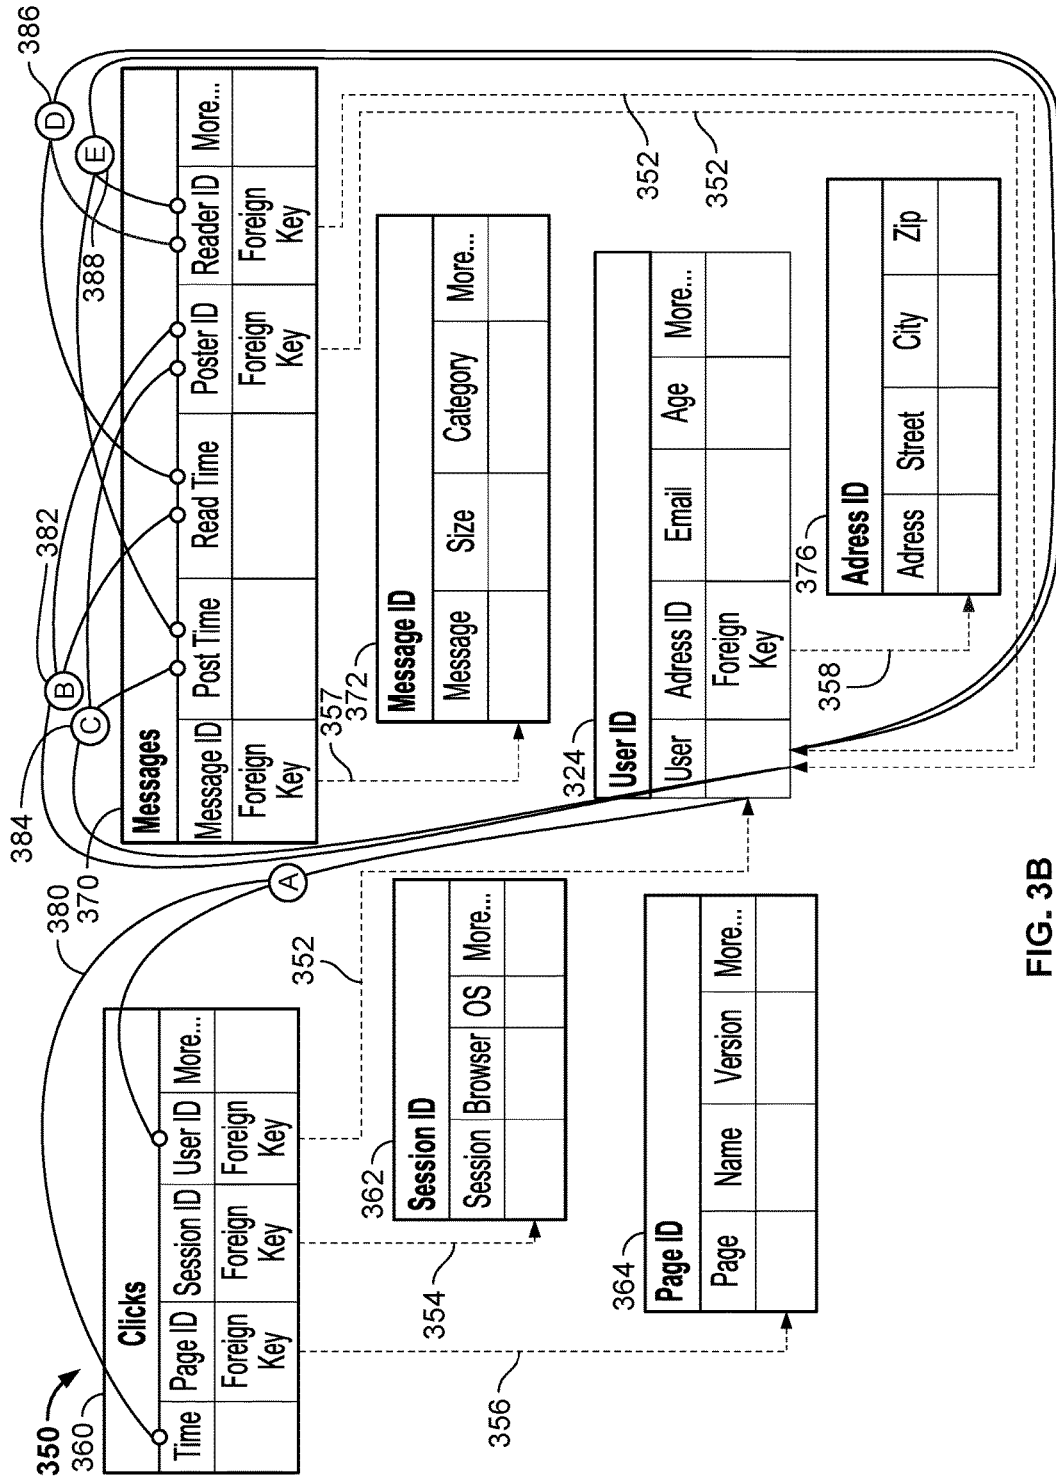 350
360
Clicks
Time
Page ID
Session ID
User ID
More...
Foreign
Key
Foreign
Key
Foreign
Key
380
A
352
354
356
362
Session ID
Session
Browser
OS
More...
364
Page ID
Page
Name
Version
More...
370
384
382
C
B
Messages
Message ID
Post Time
Read Time
Poster ID
Reader ID
More...
Foreign
Key
Foreign
Key
Foreign
Key
388
E
D
386
357
372
Message ID
Message
Size
Category
More...
352
352
324
User ID
User
Adress ID
Email
Age
More...
Foreign
Key
358
376
Adress ID
Adress
Street
City
Zip
FIG. 3B